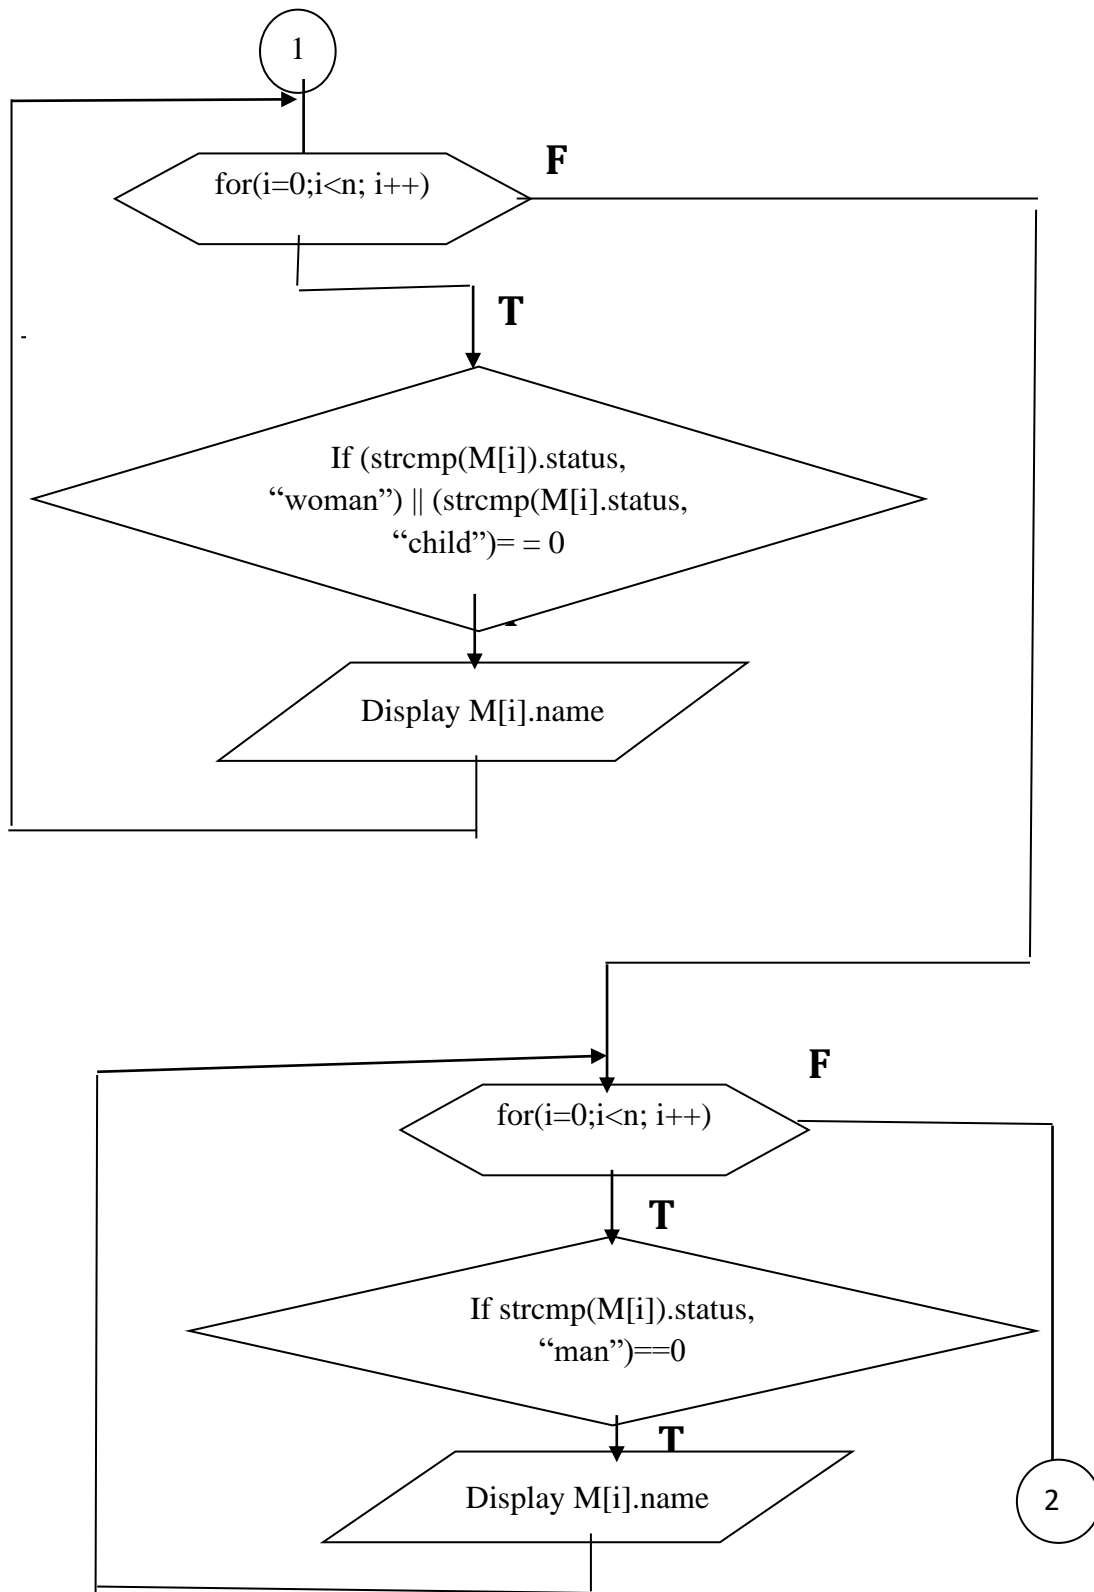 1
F
for(i=0;i<n; i++)
T
If (strcmp(M[i]).status,
“woman”) || (strcmp(M[i].status,
“child”)= = 0
Display M[i].name
F
for(i=0;i<n; i++)
T
If strcmp(M[i]).status,
“man”)==0
T
Display M[i].name
2